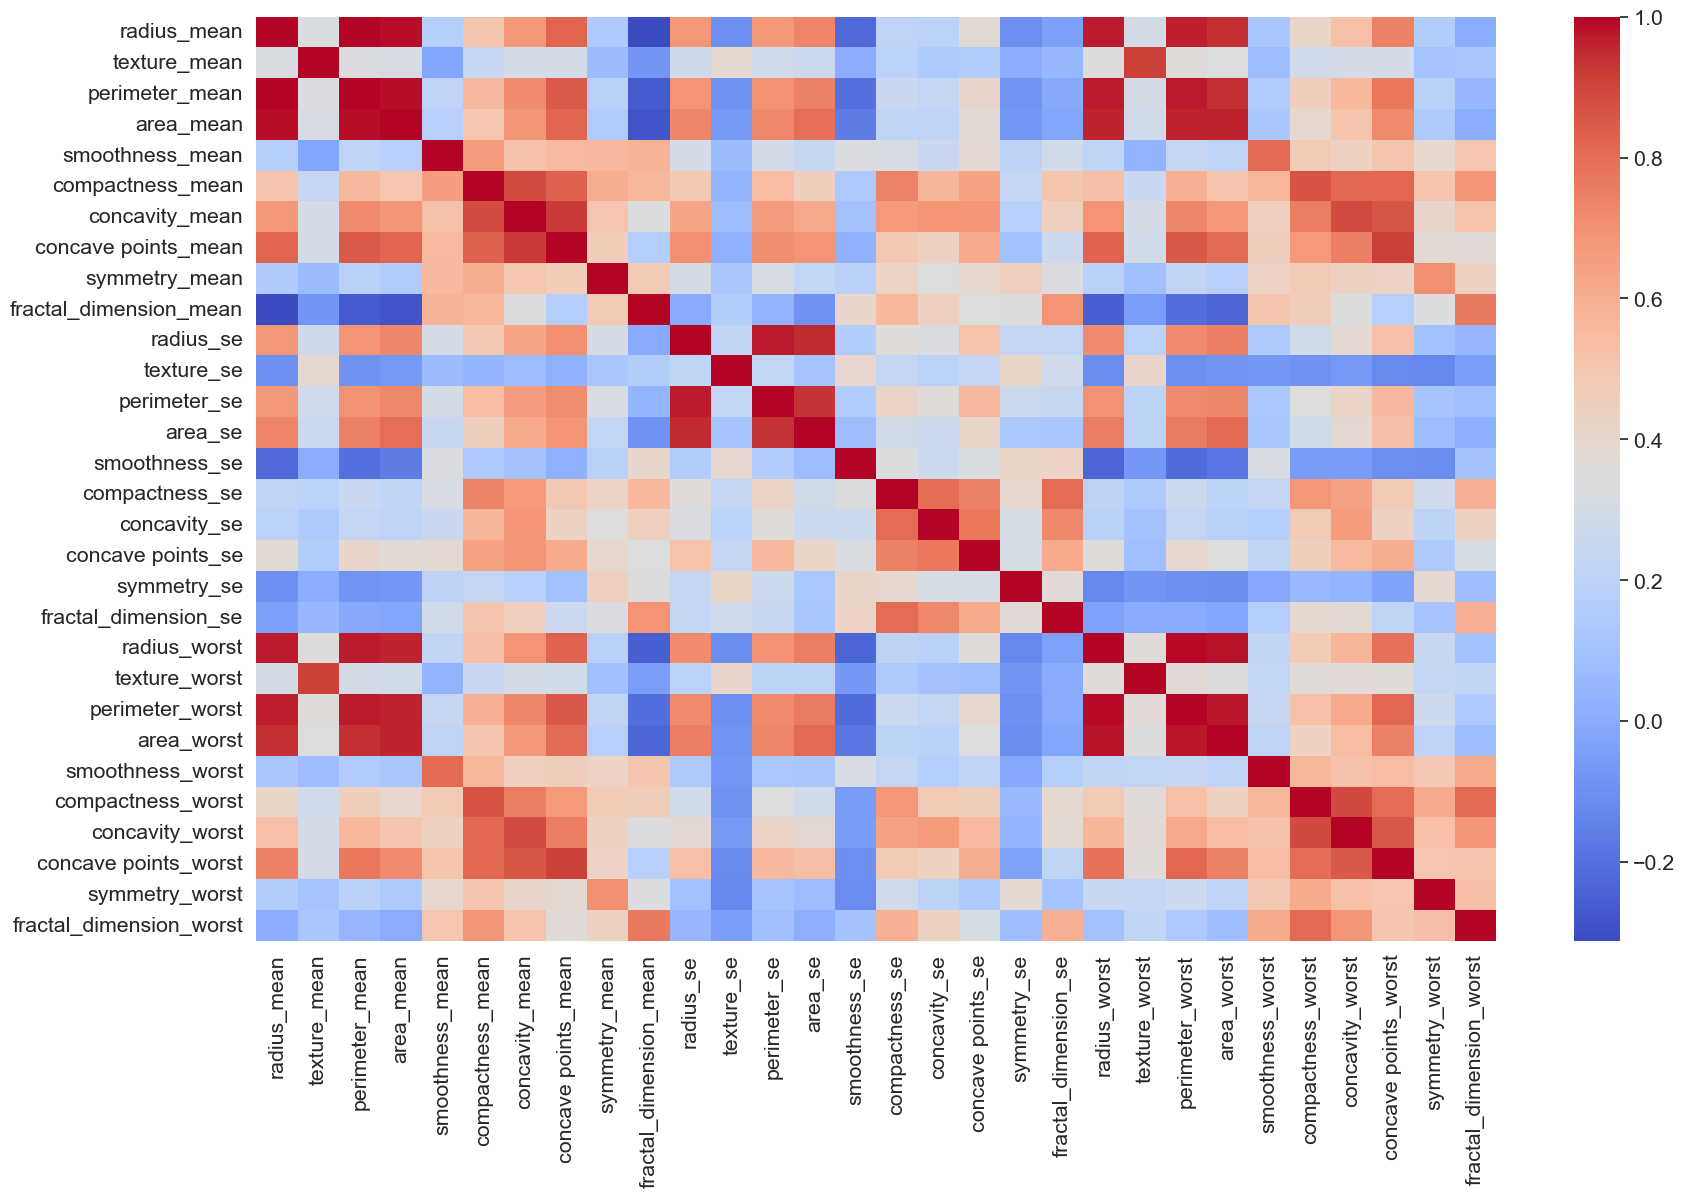 radius_mean
texture_mean
perimeter_mean
area_mean
smoothness_mean
compactness_mean
concavity_mean
concave points_mean
symmetry_mean
fractal_dimension_mean
radius_se
texture_se
perimeter_se
area_se
smoothness_se
compactness_se
concavity_se
concave points_se
symmetry_se
fractal_dimension_se
radius_worst
texture_worst
perimeter_worst
area_worst
smoothness_worst
compactness_worst
concavity_worst
concave points_worst
symmetry_worst
fractal_dimension_worst
radius_mean
texture_mean
perimeter_mean
area_mean
smoothness_mean
compactness_mean
concavity_mean
concave points_mean
symmetry_mean
fractal_dimension_mean
radius_se
texture_se
perimeter_se
area_se
smoothness_se
compactness_se
concavity_se
concave points_se
symmetry_se
fractal_dimension_se
radius_worst
texture_worst
perimeter_worst
area_worst
smoothness_worst
compactness_worst
concavity_worst
concave points_worst
symmetry_worst
fractal_dimension_worst
1.0
0.8
0.6
0.4
0.2
0.0
−0.2